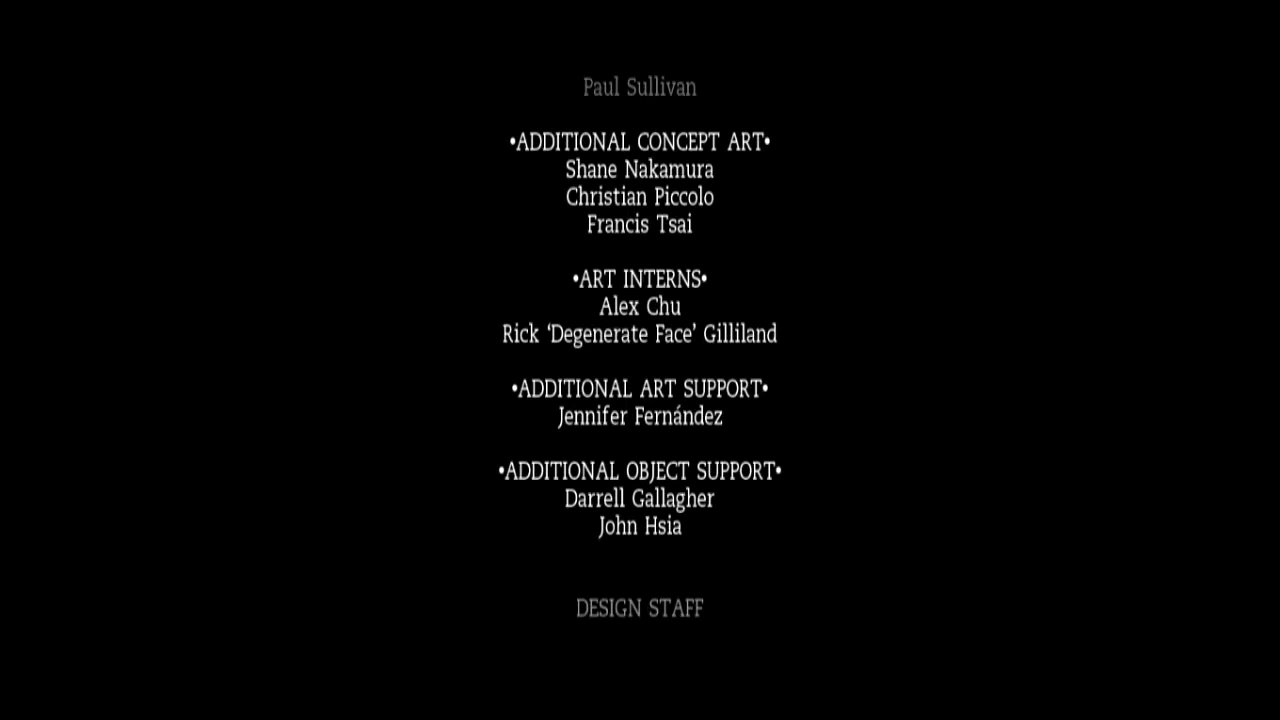 Paul Sullivan
•ADDITIONAL CONCEPT ART•
Shane Nakamura
Christian Piccolo
Francis Tsai
•ART INTERNS•
Alex Chu
Rick ‘Degenerate Face’ Gilliland
•ADDITIONAL ART SUPPORT•
Jennifer Fernández
•ADDITIONAL OBJECT SUPPORT•
Darrell Gallagher
John Hsia
DESIGN STAFF